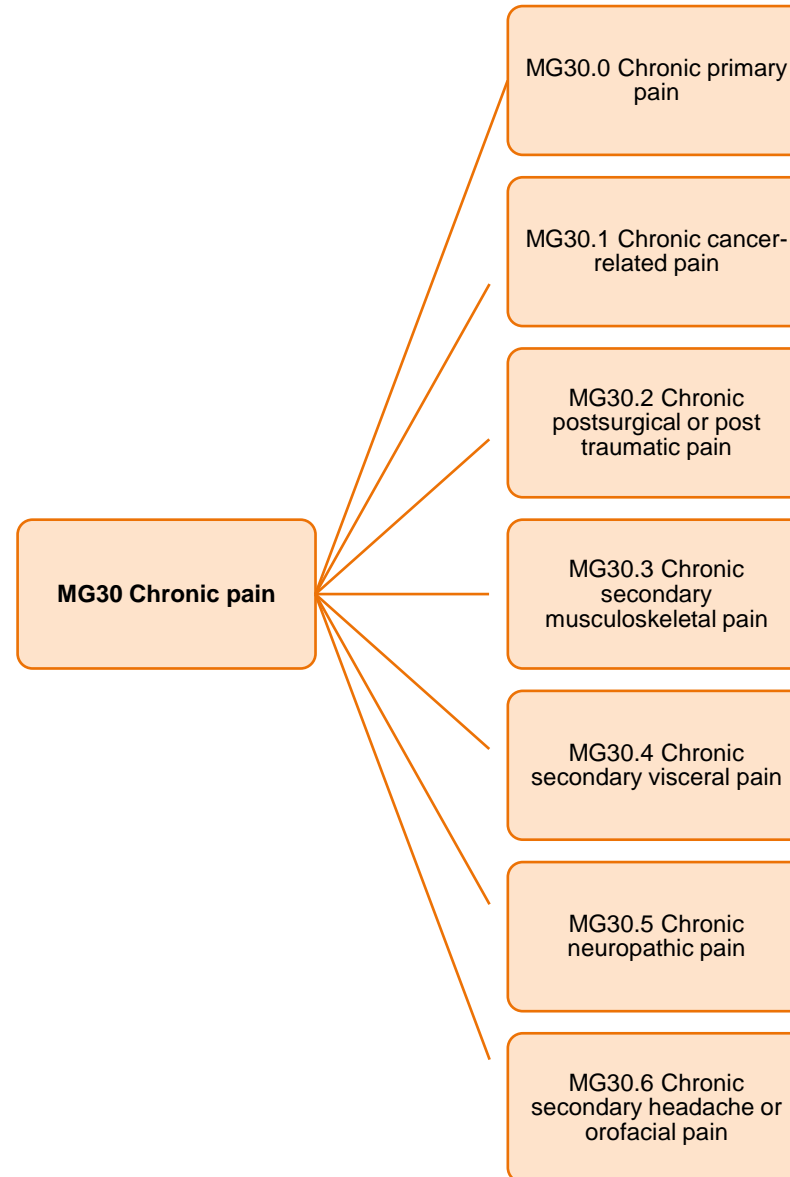 MG30.0 Chronic primary
pain
MG30.1 Chronic cancer-
related pain
MG30.2 Chronic
postsurgical or post
traumatic pain
MG30 Chronic pain
MG30.3 Chronic
secondary
musculoskeletal pain
MG30.4 Chronic
secondary visceral pain
MG30.5 Chronic
neuropathic pain
MG30.6 Chronic
secondary headache or
orofacial pain